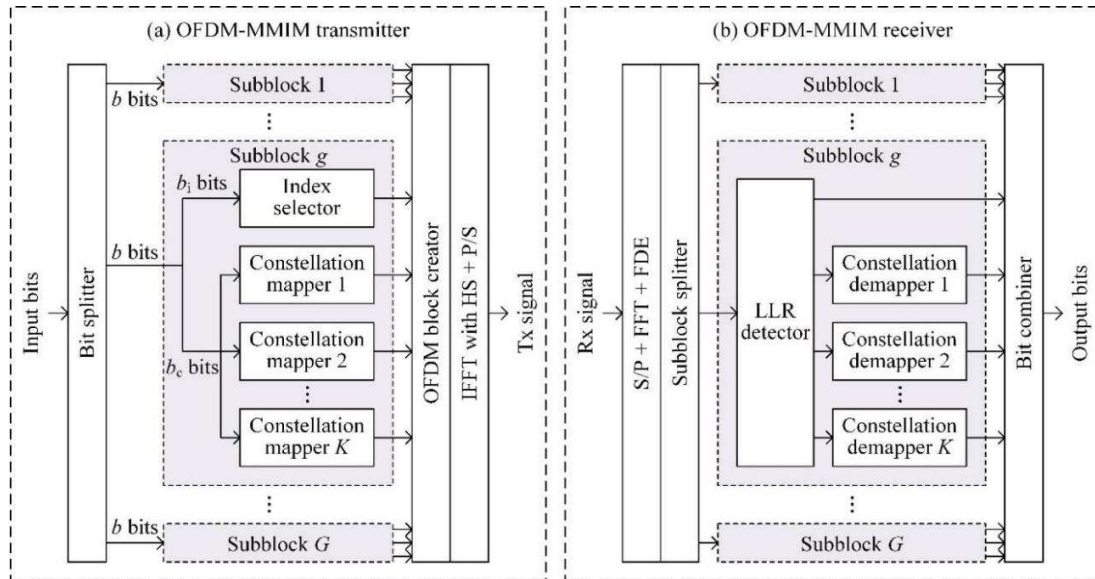 (a) OFDM-MMIM transmitter
Input bits
Bit splitter
b bits
Subblock 1
⋮
Subblock g
b_i bits
Index
selector
b bits
Constellation
mapper 1
Constellation
mapper 2
b_c bits
⋮
Constellation
mapper K
⋮
b bits
Subblock G
OFDM block creator
IFFT with HS + P/S
Tx signal
(b) OFDM-MMIM receiver
Rx signal
S/P + FFT + FDE
Subblock splitter
Subblock 1
⋮
Subblock g
LLR
detector
Constellation
demapper 1
Constellation
demapper 2
⋮
Constellation
demapper K
⋮
Subblock G
Bit combiner
Output bits